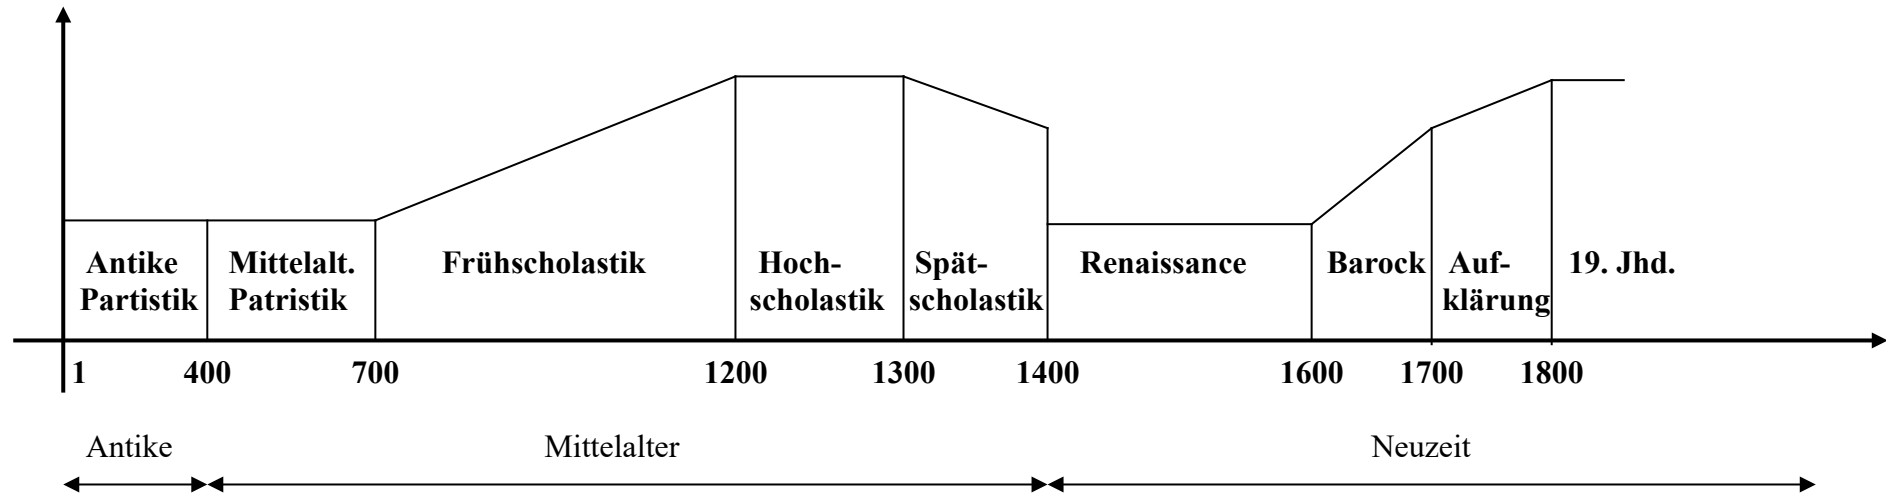 Antike
Partistik
Mittelalt.
Patristik
Frühscholastik
Hoch-
scholastik
Spät-
scholastik
Renaissance
Barock
Auf-
klärung
19. Jhd.
1 400 700 1200 1300 1400 1600 1700 1800
Antike Mittelalter Neuzeit